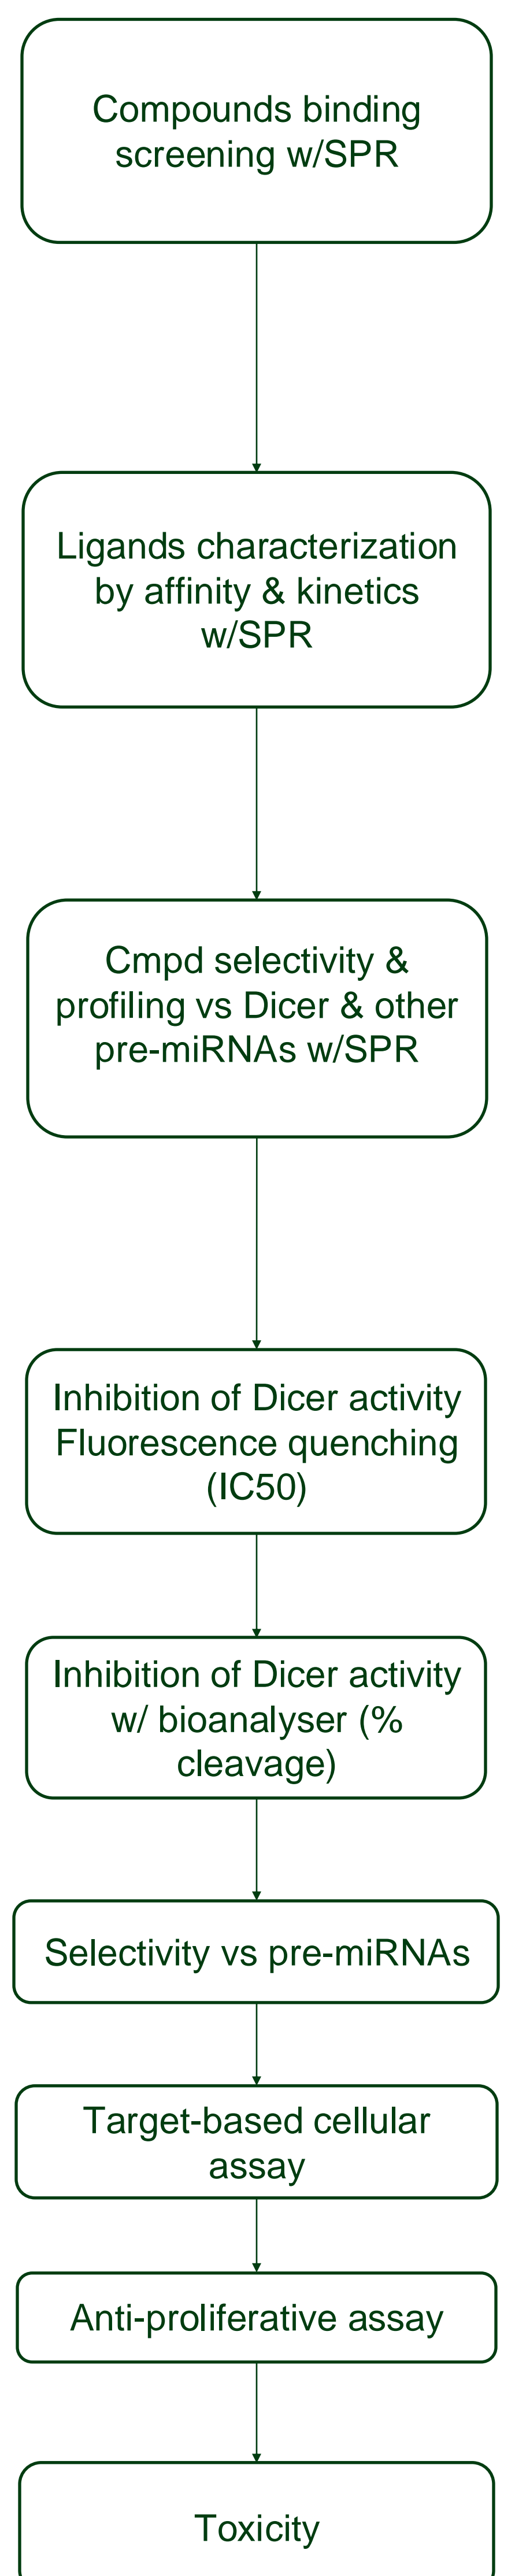 Compounds binding
screening w/SPR
Ligands characterization
by affinity & kinetics
w/SPR
Cmpd selectivity &
profiling vs Dicer & other
pre-miRNAs w/SPR
Inhibition of Dicer activity
Fluorescence quenching
(IC50)
Inhibition of Dicer activity
w/ bioanalyser (%
cleavage)
Selectivity vs pre-miRNAs
Target-based cellular
assay
Anti-proliferative assay
Toxicity